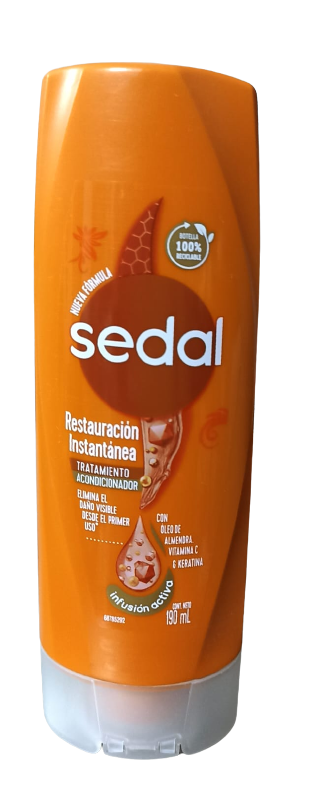 BOTELLA
100%
RECICLABLE
NUEVA FÓRMULA
sedal
Restauración
Instantánea
TRATAMIENTO
ACONDICIONADOR
ELIMINA EL
DAÑO VISIBLE
DESDE EL PRIMER
USO*
CON
ÓLEO DE
ALMENDRA,
VITAMINA C
& KERATINA
infusión activa
CONT. NETO
190 mL
68795292